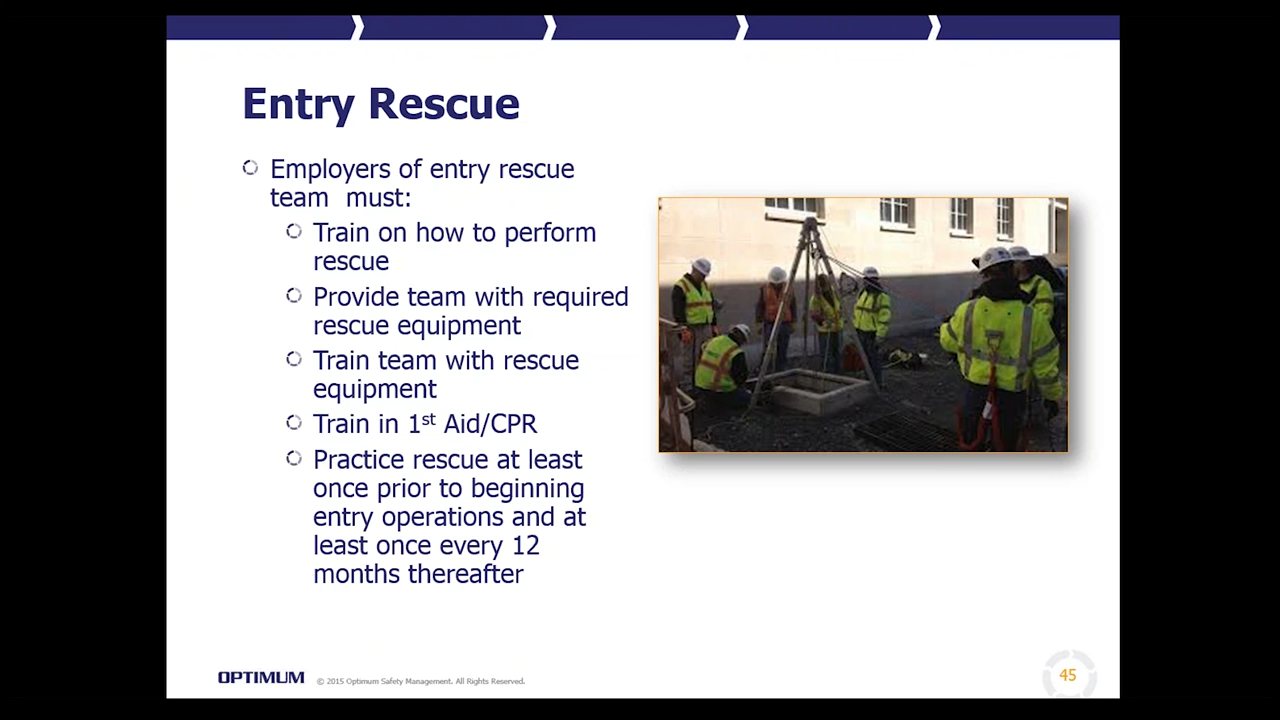 Entry Rescue
Employers of entry rescue
team must:
Train on how to perform
rescue
Provide team with required
rescue equipment
Train team with rescue
equipment
Train in 1st Aid/CPR
Practice rescue at least
once prior to beginning
entry operations and at
least once every 12
months thereafter
OPTIMUM © 2015 Optimum Safety Management. All Rights Reserved.
45